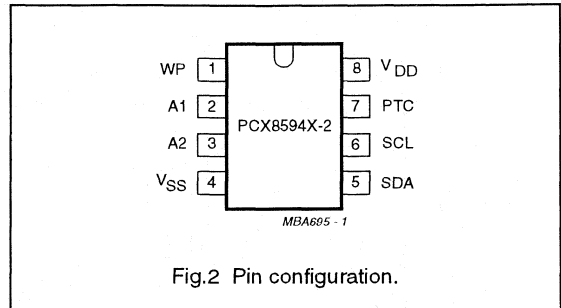 WP 1 8 VDD
A1 2 7 PTC
PCX8594X-2
A2 3 6 SCL
VSS 4 5 SDA
MBA695 - 1
Fig.2 Pin configuration.